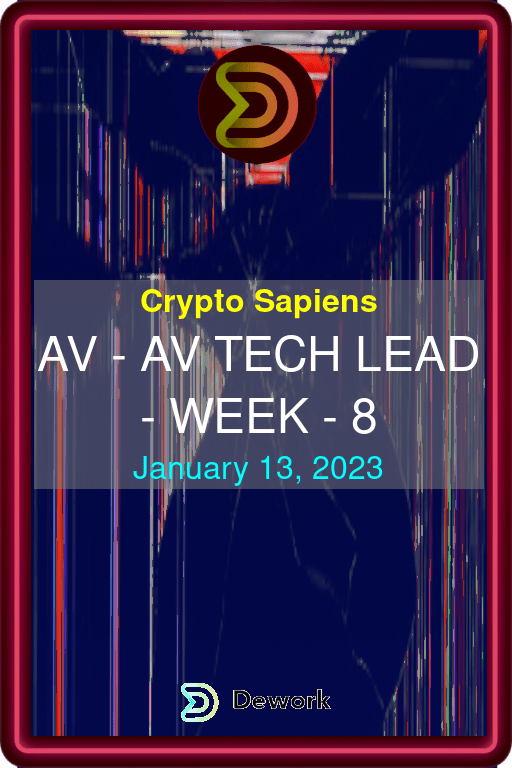 Crypto Sapiens
AV - AV TECH LEAD
- WEEK - 8
January 13, 2023
Dework